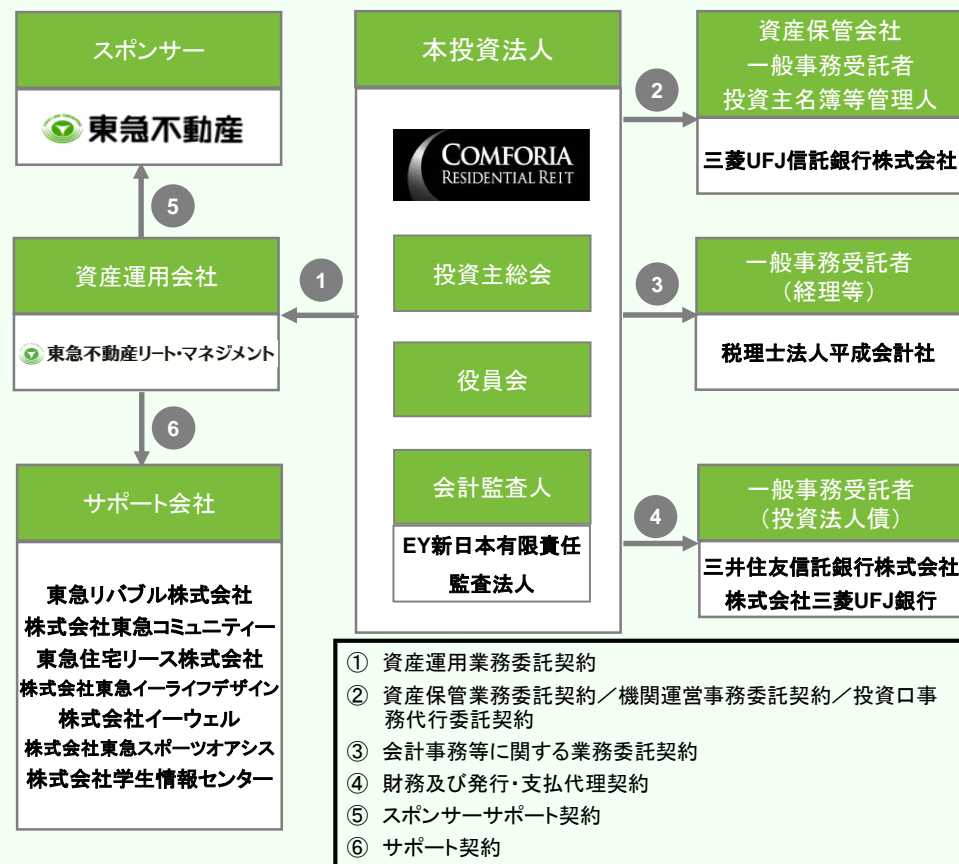 スポンサー
東急不動産
5
資産運用会社
東急不動産リート・マネジメント
6
サポート会社
東急リバブル株式会社
株式会社東急コミュニティー
東急住宅リース株式会社
株式会社東急イーライフデザイン
株式会社イーウェル
株式会社東急スポーツオアシス
株式会社学生情報センター
1
本投資法人
COMFORIA
RESIDENTIAL REIT
投資主総会
役員会
会計監査人
EY新日本有限責任
監査法人
2
資産保管会社
一般事務受託者
投資主名簿等管理人
三菱UFJ信託銀行株式会社
3
一般事務受託者
（経理等）
税理士法人平成会計社
4
一般事務受託者
（投資法人債）
三井住友信託銀行株式会社
株式会社三菱UFJ銀行
① 資産運用業務委託契約
② 資産保管業務委託契約／機関運営事務委託契約／投資口事
務代行委託契約
③ 会計事務等に関する業務委託契約
④ 財務及び発行・支払代理契約
⑤ スポンサーサポート契約
⑥ サポート契約